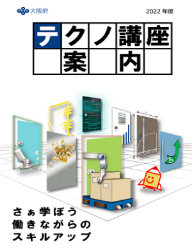 大阪府
2022 年度
テクノ講座
案内
さぁ学ぼう
働きながらの
スキルアップ